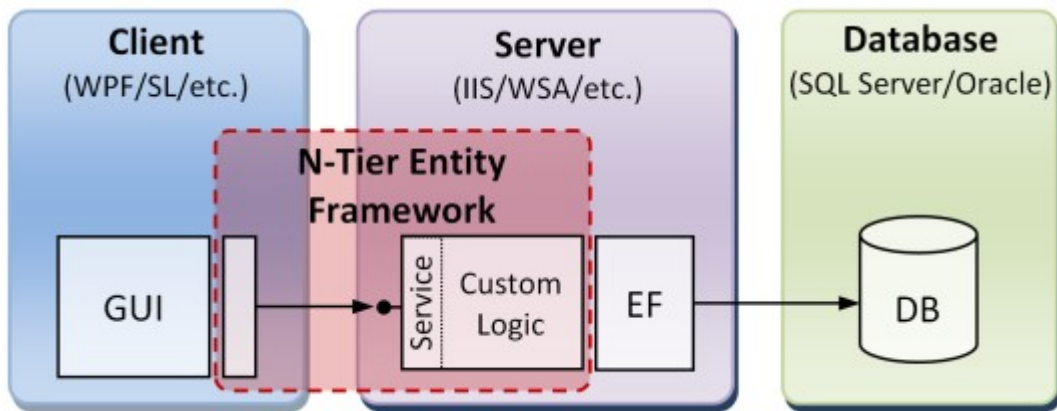 Client
(WPF/SL/etc.)
Server
(IIS/WSA/etc.)
Database
(SQL Server/Oracle)
N-Tier Entity
Framework
GUI
Service
Custom
Logic
EF
DB